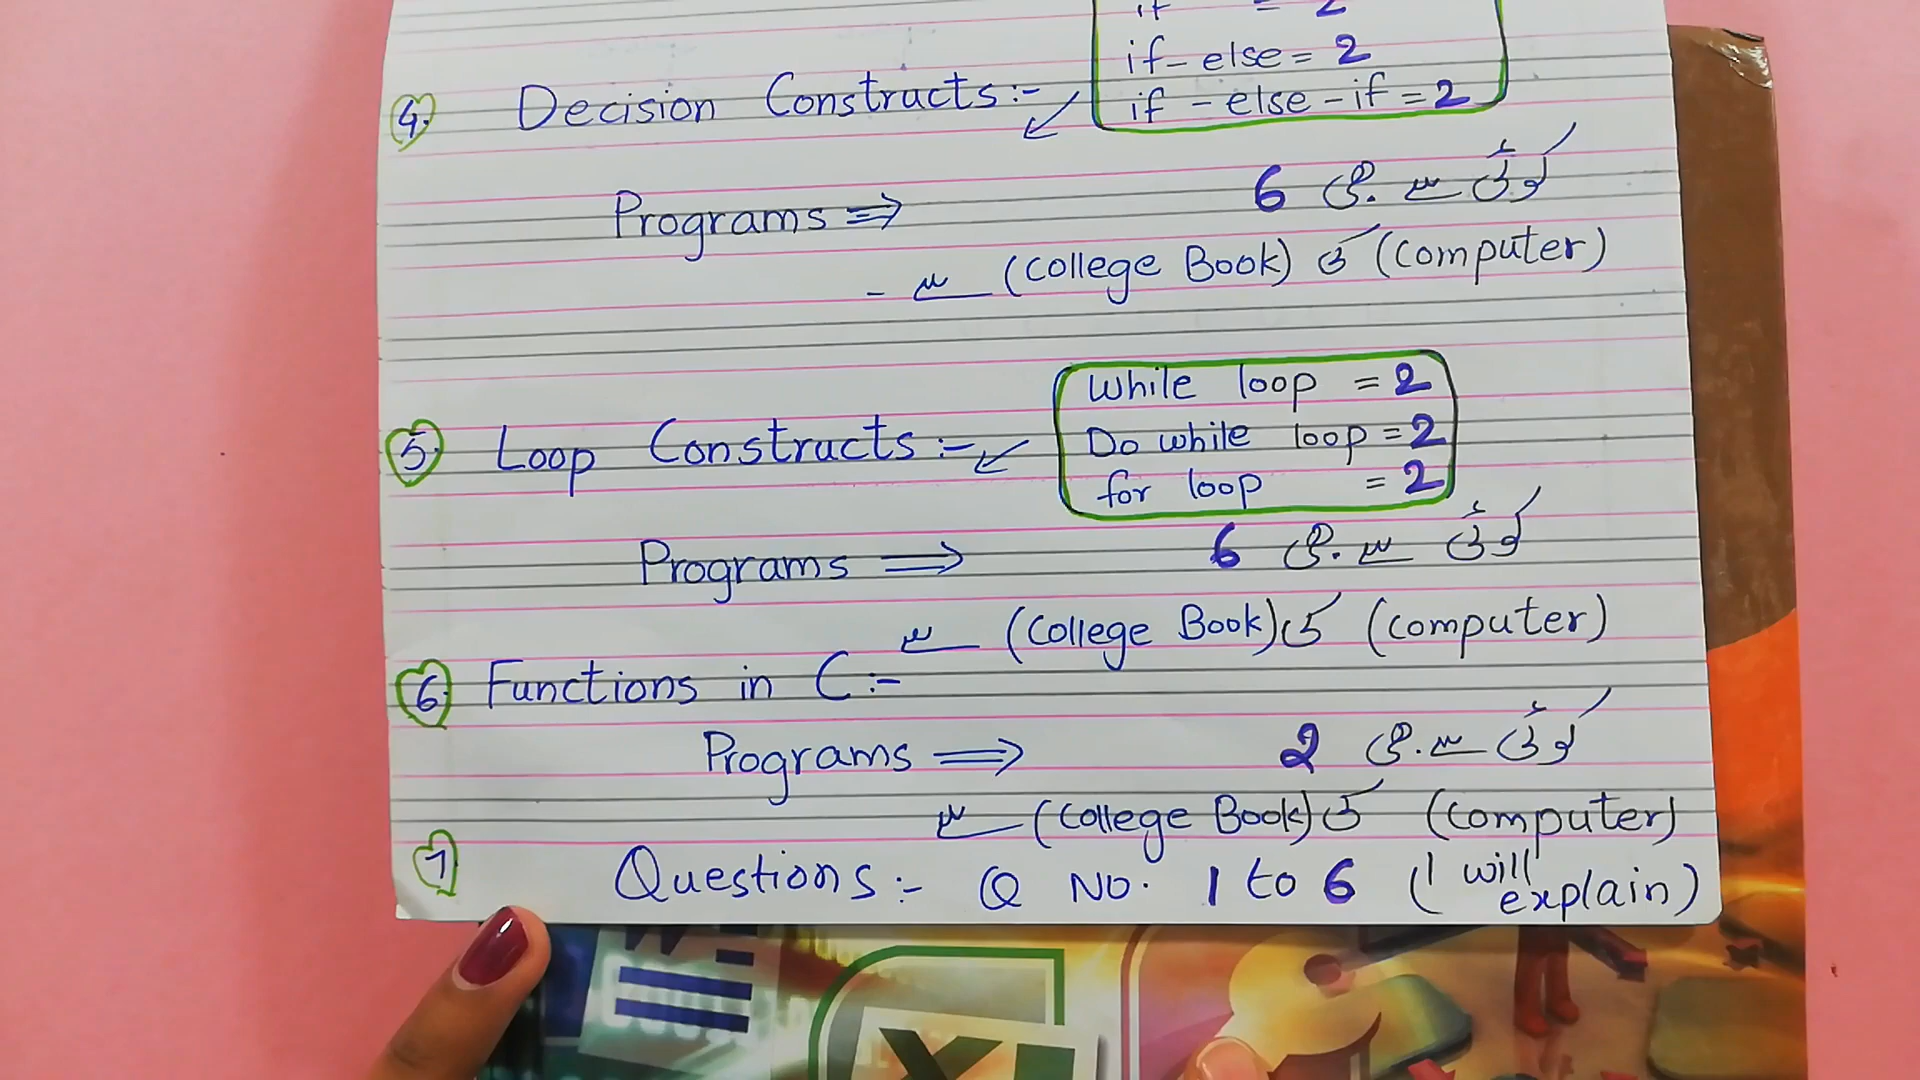 if = 2
if-else = 2
if - else - if = 2
4. Decision Constructs :-
Programs ⇒ کوئی سے 6
(Computer) کی (College Book) سے -
While loop = 2
Do while loop = 2
for loop = 2
5. Loop Constructs :-
Programs ⇒ کوئی سے 6
(Computer) کی (College Book) سے
6. Functions in C :-
Programs ⇒ کوئی سے 2
(Computer) کی (College Book) سے
7 Questions :- Q NO. 1 to 6 (I will explain)